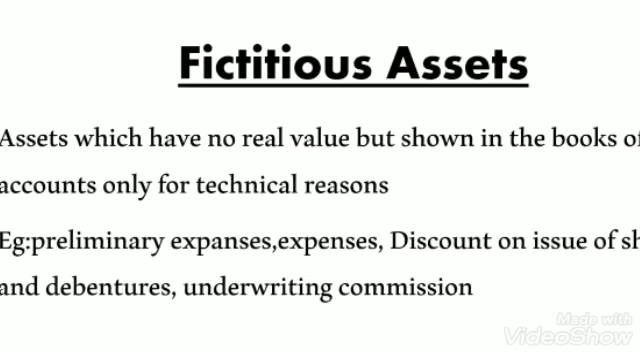 Fictitious Assets
Assets which have no real value but shown in the books of
accounts only for technical reasons
Eg:preliminary expanses,expenses, Discount on issue of sh
and debentures, underwriting commission
Made with
VideoShow